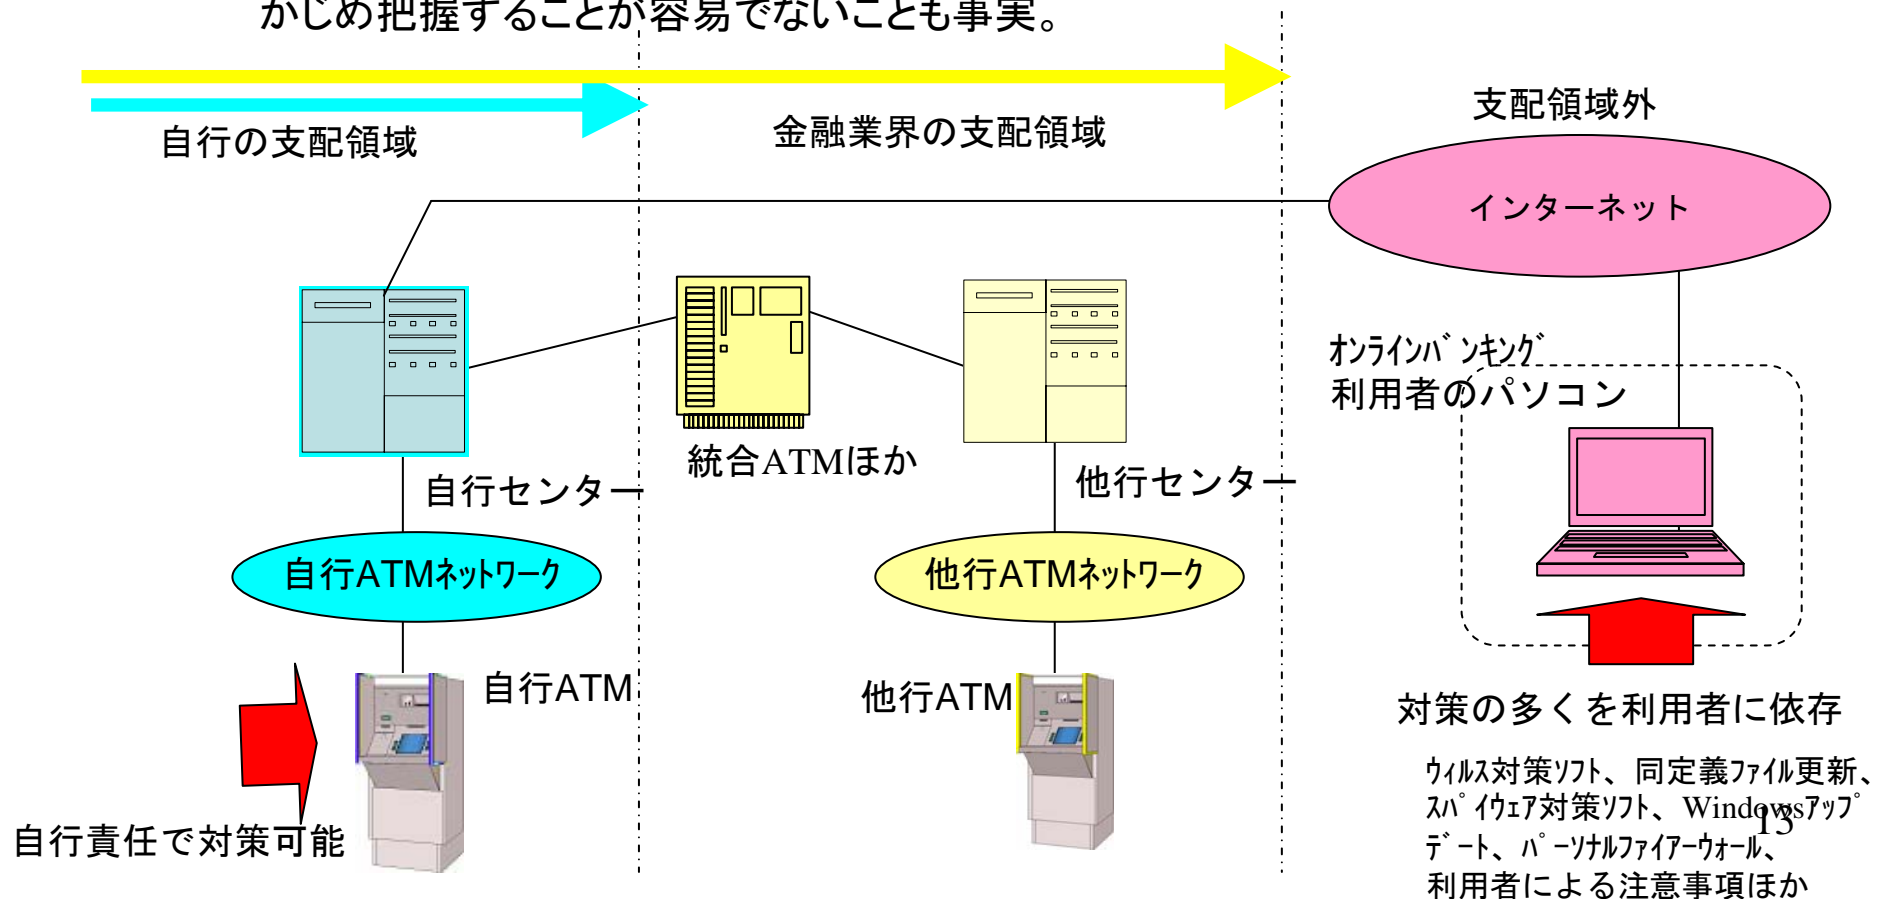 かじめ把握することが容易でないことも事実。
自行の支配領域
金融業界の支配領域
支配領域外
インターネット
ｵﾝﾗｲﾝﾊﾞﾝｷﾝｸﾞ
利用者のパソコン
統合ATMほか
自行センター
他行センター
自行ATMﾈｯﾄﾜｰｸ
他行ATMﾈｯﾄﾜｰｸ
自行ATM
他行ATM
自行責任で対策可能
対策の多くを利用者に依存
ｳｨﾙｽ対策ｿﾌﾄ、同定義ﾌｧｲﾙ更新、
ｽﾊﾟｲｳｪｱ対策ｿﾌﾄ、Windowsｱｯﾌﾟ
ﾃﾞｰﾄ、ﾊﾟｰｿﾅﾙﾌｧｲｱｰｳｫｰﾙ、
利用者による注意事項ほか
13